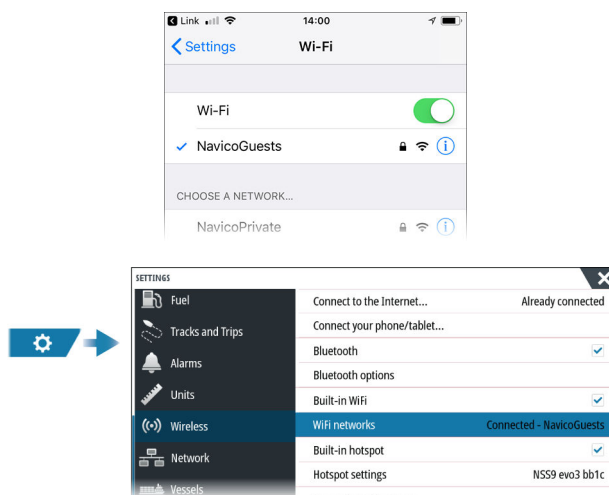 Link 14:00
Settings Wi-Fi
Wi-Fi
NavicoGuests
CHOOSE A NETWORK...
NavicoPrivate
SETTINGS
Fuel
Tracks and Trips
Alarms
Units
Wireless
Network
Vessels
Connect to the Internet... Already connected
Connect your phone/tablet...
Bluetooth
Bluetooth options
Built-in WiFi
WiFi networks Connected - NavicoGuests
Built-in hotspot
Hotspot settings NSS9 evo3 bb1c